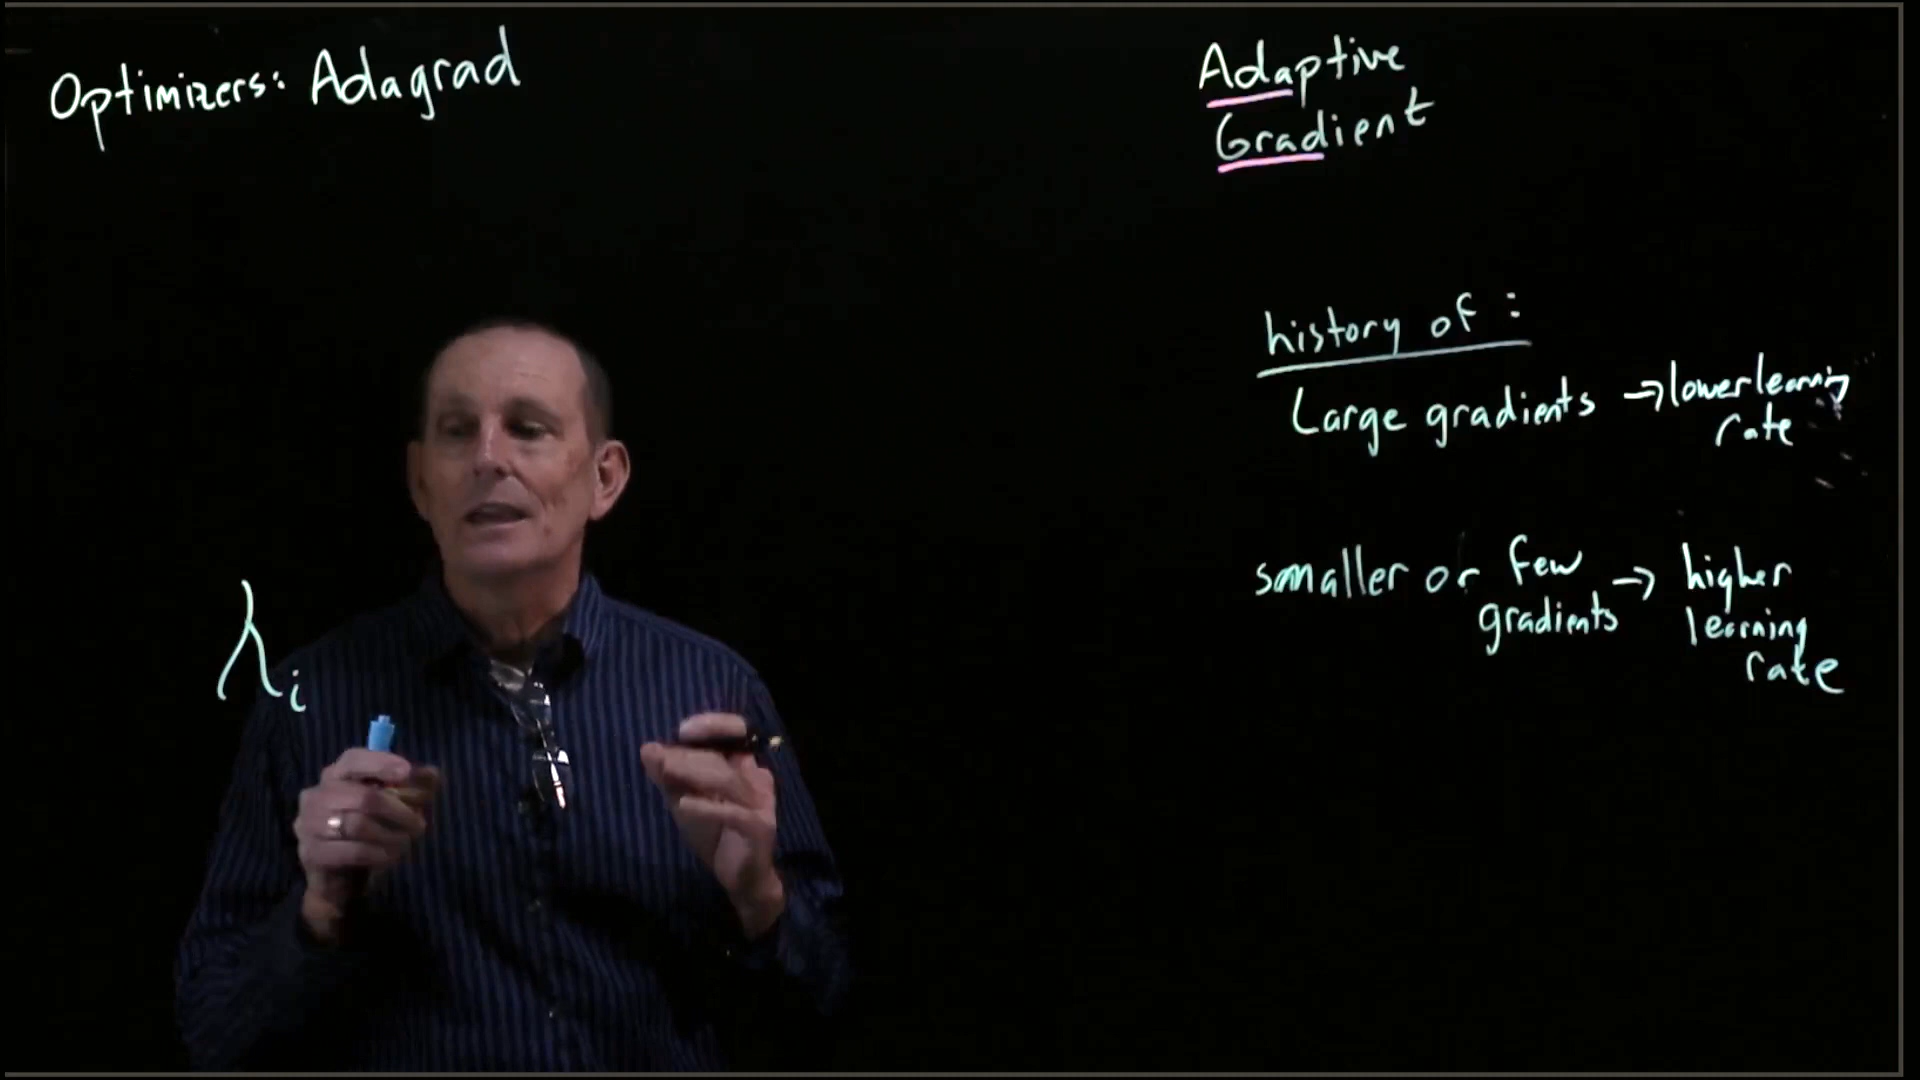 Optimizers: Adagrad
Adaptive
Gradient
history of :
Large gradients → lower learning
rate
smaller or few → higher
gradients learning
rate
λi